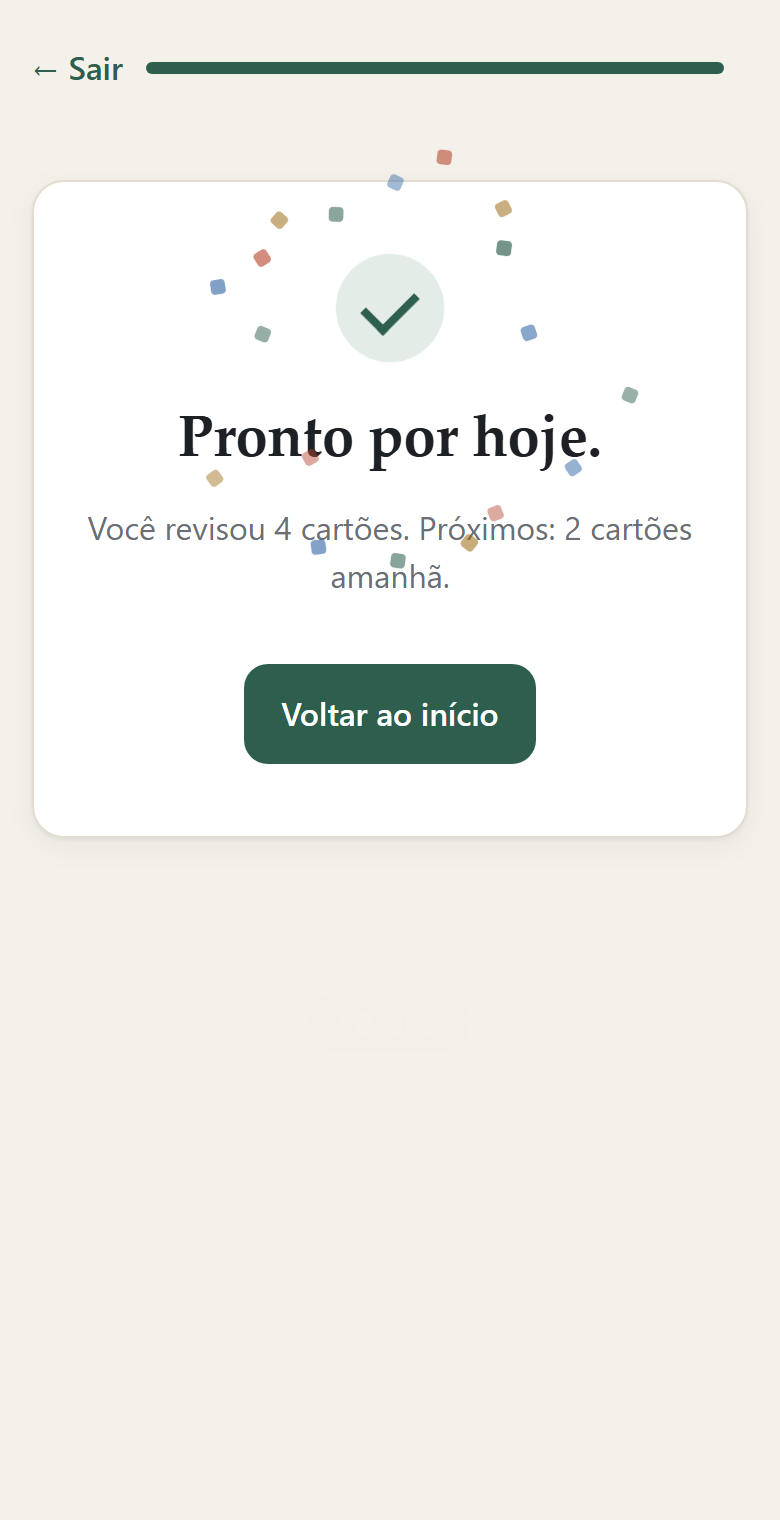 ← Sair
Pronto por hoje.
Você revisou 4 cartões. Próximos: 2 cartões
amanhã.
Voltar ao início